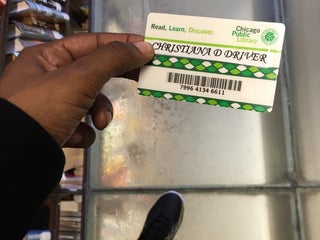 Read, Learn, Discover.
Chicago
Public
Library
CHRISTIANA D DRIVER
7996 4134 6611